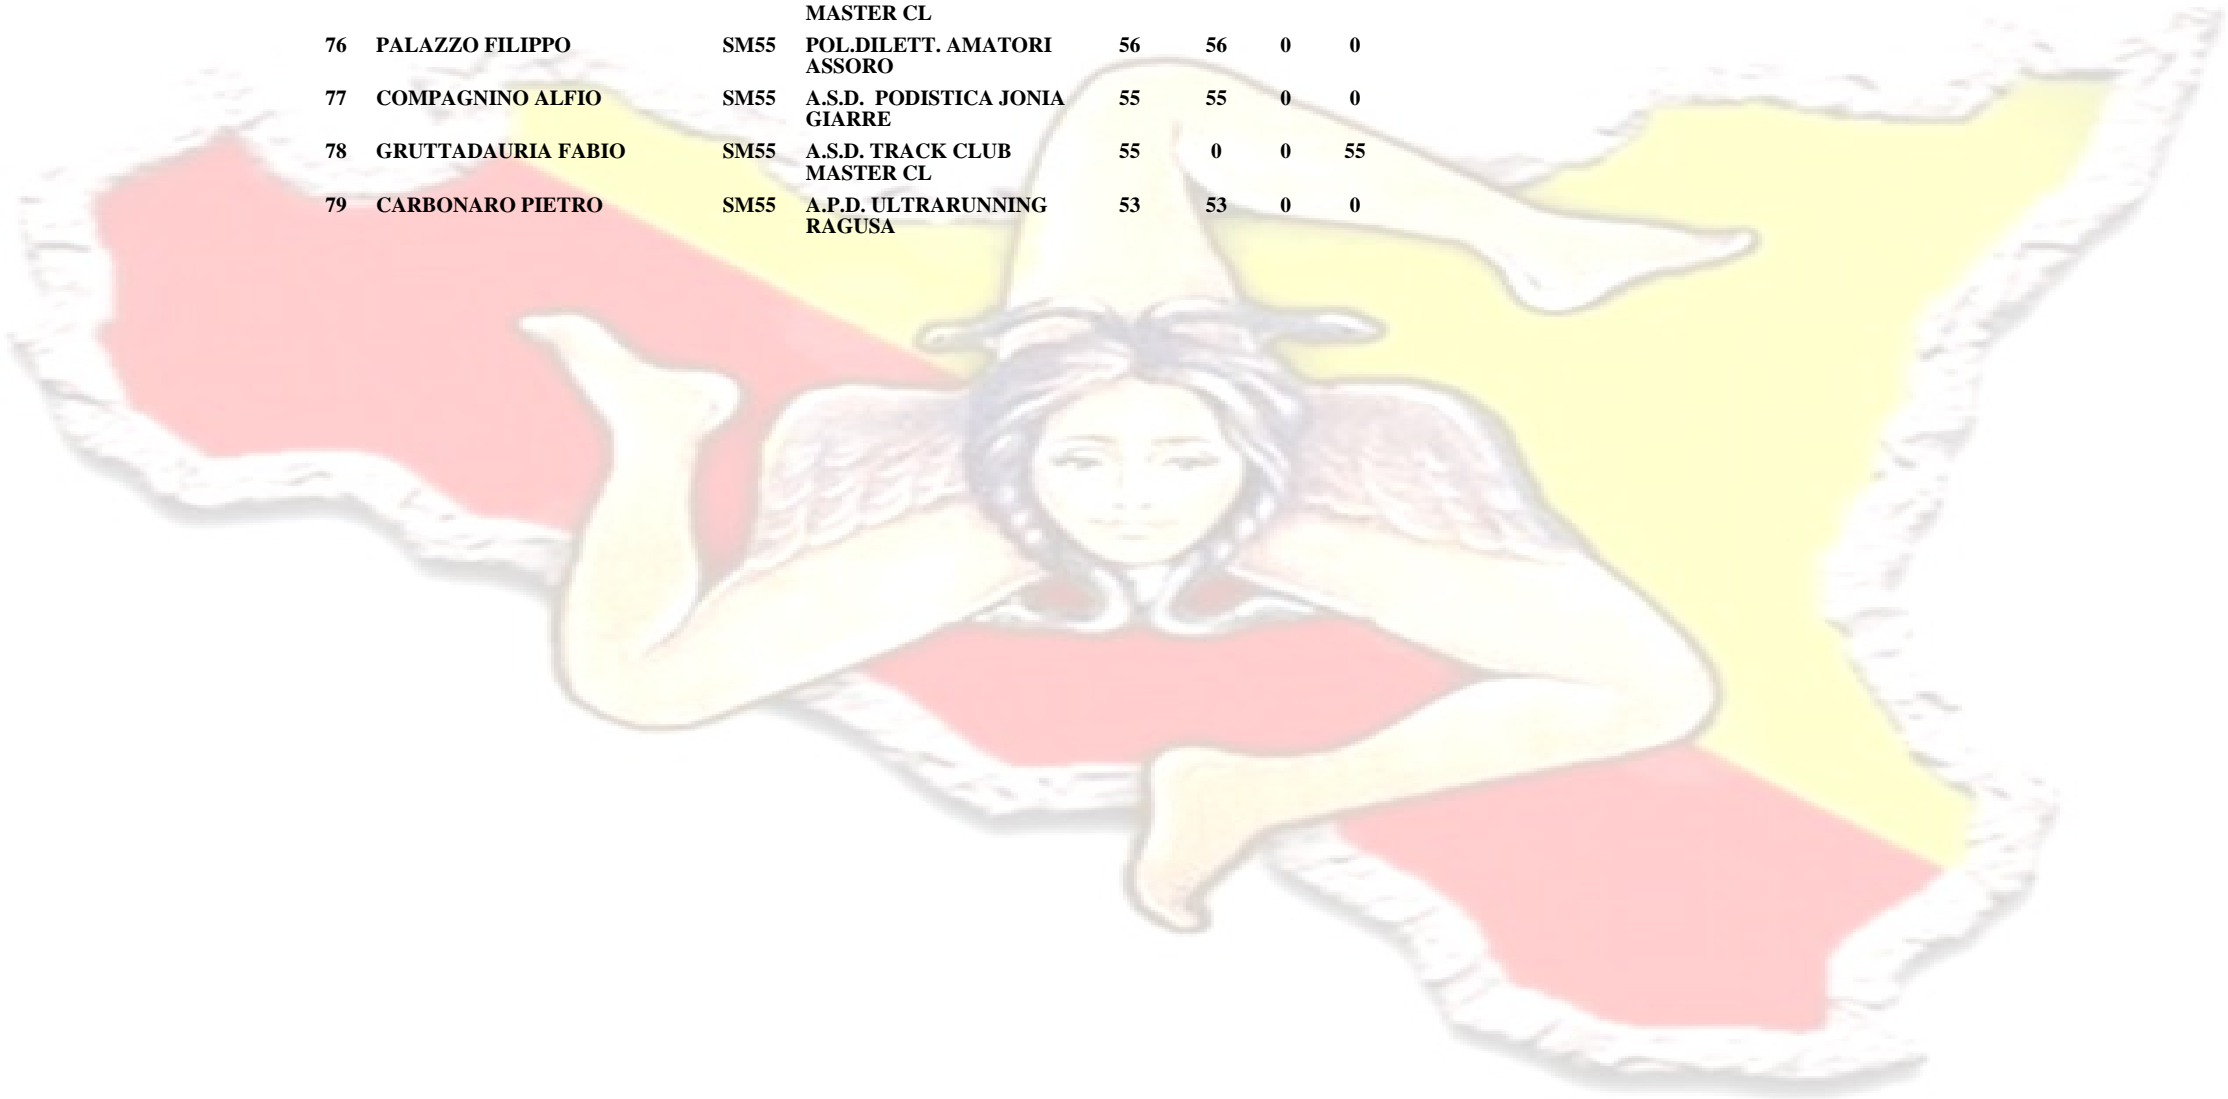 MASTER CL
76 PALAZZO FILIPPO SM55 POL.DILETT. AMATORI 56 56 0 0
ASSORO
77 COMPAGNINO ALFIO SM55 A.S.D. PODISTICA JONIA 55 55 0 0
GIARRE
78 GRUTTADAURIA FABIO SM55 A.S.D. TRACK CLUB 55 0 0 55
MASTER CL
79 CARBONARO PIETRO SM55 A.P.D. ULTRARUNNING 53 53 0 0
RAGUSA